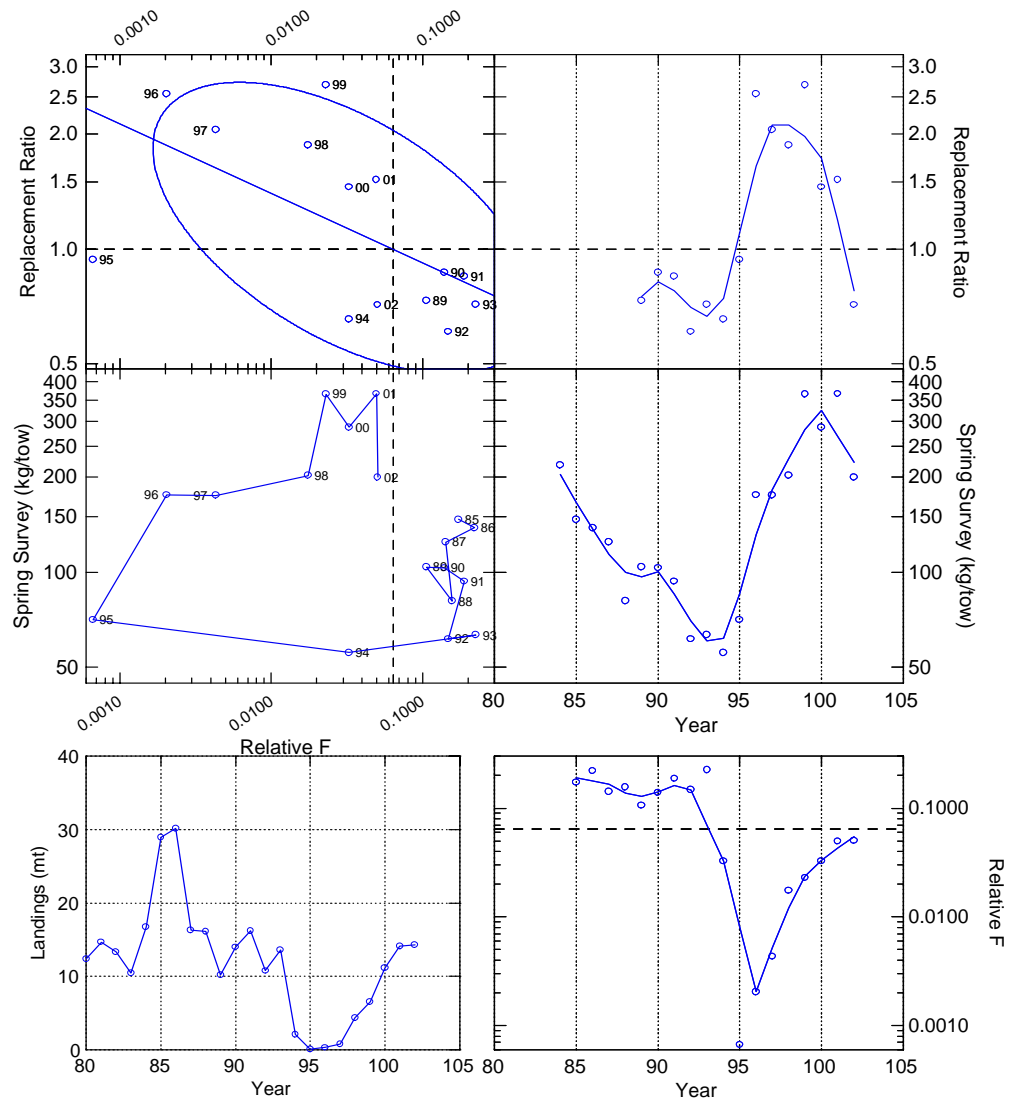 0.0010 0.0100 0.1000
3.0 3.0
2.5 2.5
2.0 2.0
1.5 1.5
1.0 1.0
0.5 0.5
Replacement Ratio
96 99
97 98
00 01
95 90 91
89 93
94 02 92
Replacement Ratio
400 400
350 350
300 300
250 250
200 200
150 150
100 100
50 50
Spring Survey (kg/tow)
99 01
00
98 02
96 97
85 86
87
89 90 91
88
95
92 93
94
Spring Survey (kg/tow)
0.0010 0.0100 0.1000
Relative F
80 85 90 95 100 105
Year
40
30
20
10
0
Landings (mt)
80 85 90 95 100 105
Year
0.1000
0.0100
0.0010
Relative F
80 85 90 95 100 105
Year